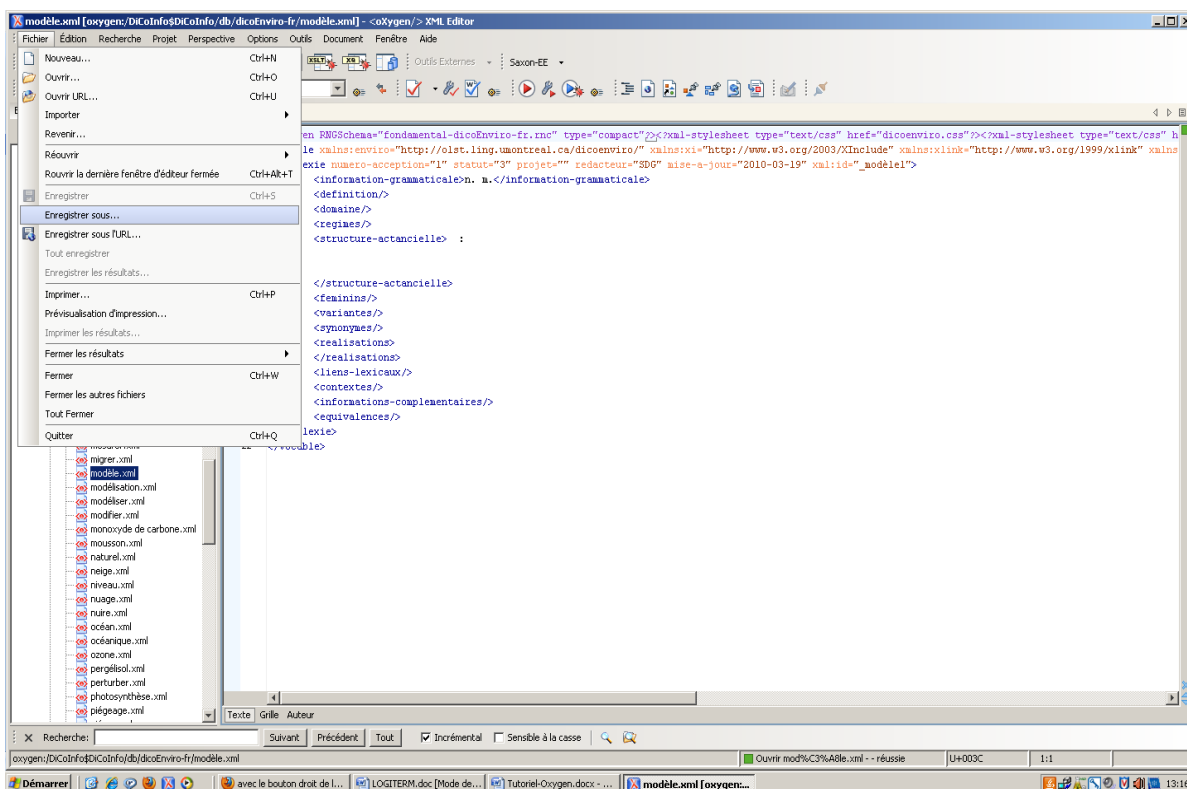 modèle.xml [oxygen:/DiCoInfo$DiCoInfo/db/dicoEnviro-fr/modèle.xml] - <oXygen/> XML Editor
Fichier Édition Recherche Projet Perspective Options Outils Document Fenêtre Aide
Nouveau... Ctrl+N
Ouvrir... Ctrl+O
Ouvrir URL... Ctrl+U
Importer
Revenir...
Réouvrir
Rouvrir la dernière fenêtre d'éditeur fermée Ctrl+Alt+T
Enregistrer Ctrl+S
Enregistrer sous...
Enregistrer sous l'URL...
Tout enregistrer
Enregistrer les résultats...
Imprimer... Ctrl+P
Prévisualisation d'impression...
Imprimer les résultats...
Fermer les résultats
Fermer Ctrl+W
Fermer les autres fichiers
Tout Fermer
Quitter Ctrl+Q
Outils Externes Saxon-EE
en RNGSchema="fondamental-dicoEnviro-fr.rnc" type="compact"?><?xml-stylesheet type="text/css" href="dicoenviro.css"?><?xml-stylesheet type="text/css" h
le xmlns:enviro="http://olst.ling.umontreal.ca/dicoenviro/" xmlns:xi="http://www.w3.org/2003/XInclude" xmlns:xlink="http://www.w3.org/1999/xlink" xmlns
exie numero-acception="1" statut="3" projet="" redacteur="SDG" mise-a-jour="2010-03-19" xml:id="_modèle1">
<information-grammaticale>n. m.</information-grammaticale>
<definition/>
<domaine/>
<regimes/>
<structure-actancielle> :
</structure-actancielle>
<feminins/>
<variantes/>
<synonymes/>
<realisations>
</realisations>
<liens-lexicaux/>
<contextes/>
<informations-complementaires/>
<equivalences/>
lexie>
22 </vocable>
migrer.xml
modèle.xml
modélisation.xml
modéliser.xml
modifier.xml
monoxyde de carbone.xml
mousson.xml
naturel.xml
neige.xml
niveau.xml
nuage.xml
nuire.xml
océan.xml
océanique.xml
ozone.xml
pergélisol.xml
perturber.xml
photosynthèse.xml
piégeage.xml
Texte Grille Auteur
Recherche: Suivant Précédent Tout Incrémental Sensible à la casse
oxygen:/DiCoInfo$DiCoInfo/db/dicoEnviro-fr/modèle.xml Ouvrir mod%C3%A8le.xml - - réussie U+003C 1:1
Démarrer avec le bouton droit de l... LOGITERM.doc [Mode de... Tutoriel-Oxygen.docx - ... modèle.xml [oxygen:... 13:16